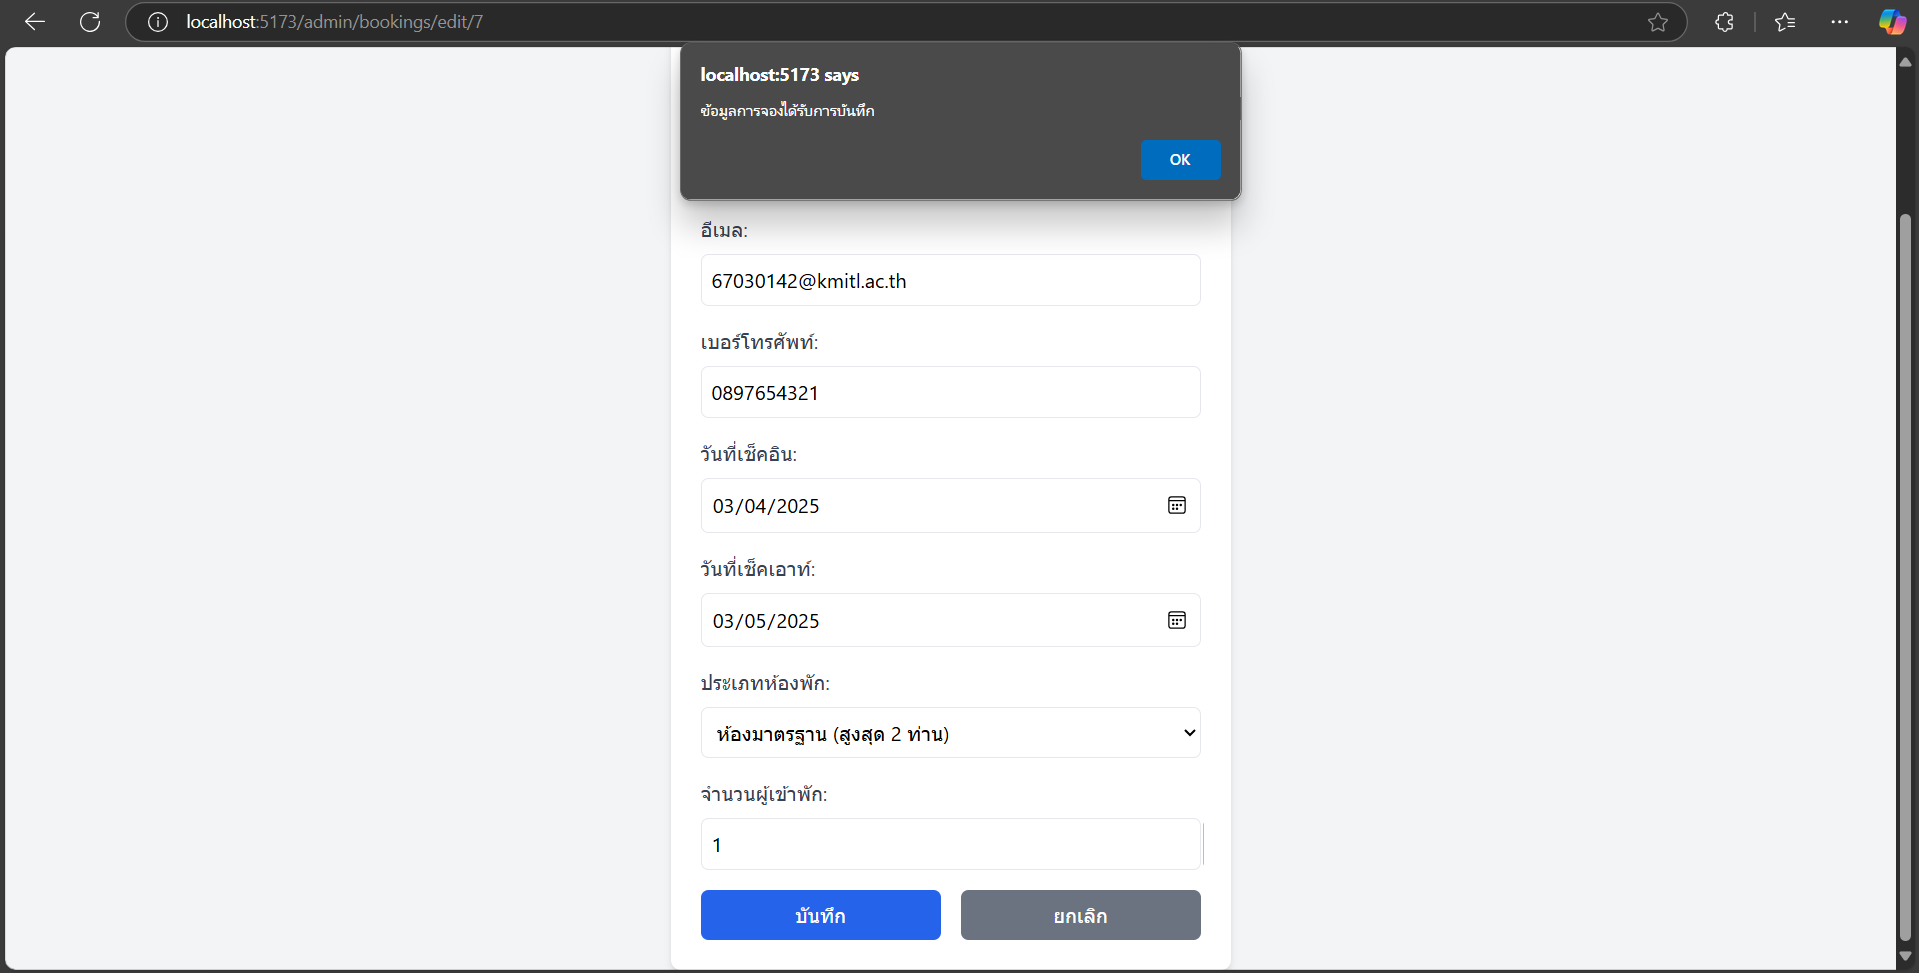 localhost:5173/admin/bookings/edit/7
localhost:5173 says
ข้อมูลการจองได้รับการบันทึก
OK
อีเมล:
67030142@kmitl.ac.th
เบอร์โทรศัพท์:
0897654321
วันที่เช็คอิน:
03/04/2025
วันที่เช็คเอาท์:
03/05/2025
ประเภทห้องพัก:
ห้องมาตรฐาน (สูงสุด 2 ท่าน)
จำนวนผู้เข้าพัก:
1
บันทึก
ยกเลิก